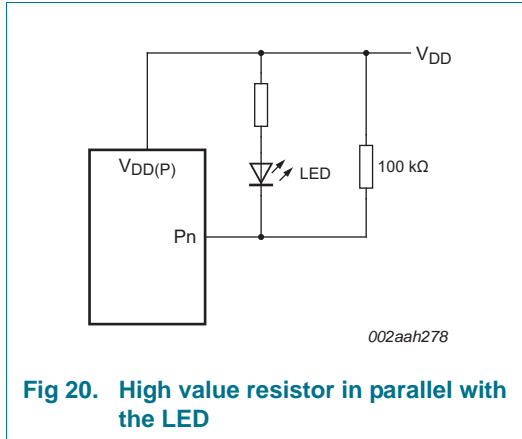 VDD
VDD(P)
LED
100 kΩ
Pn
002aah278
Fig 20. High value resistor in parallel with
the LED